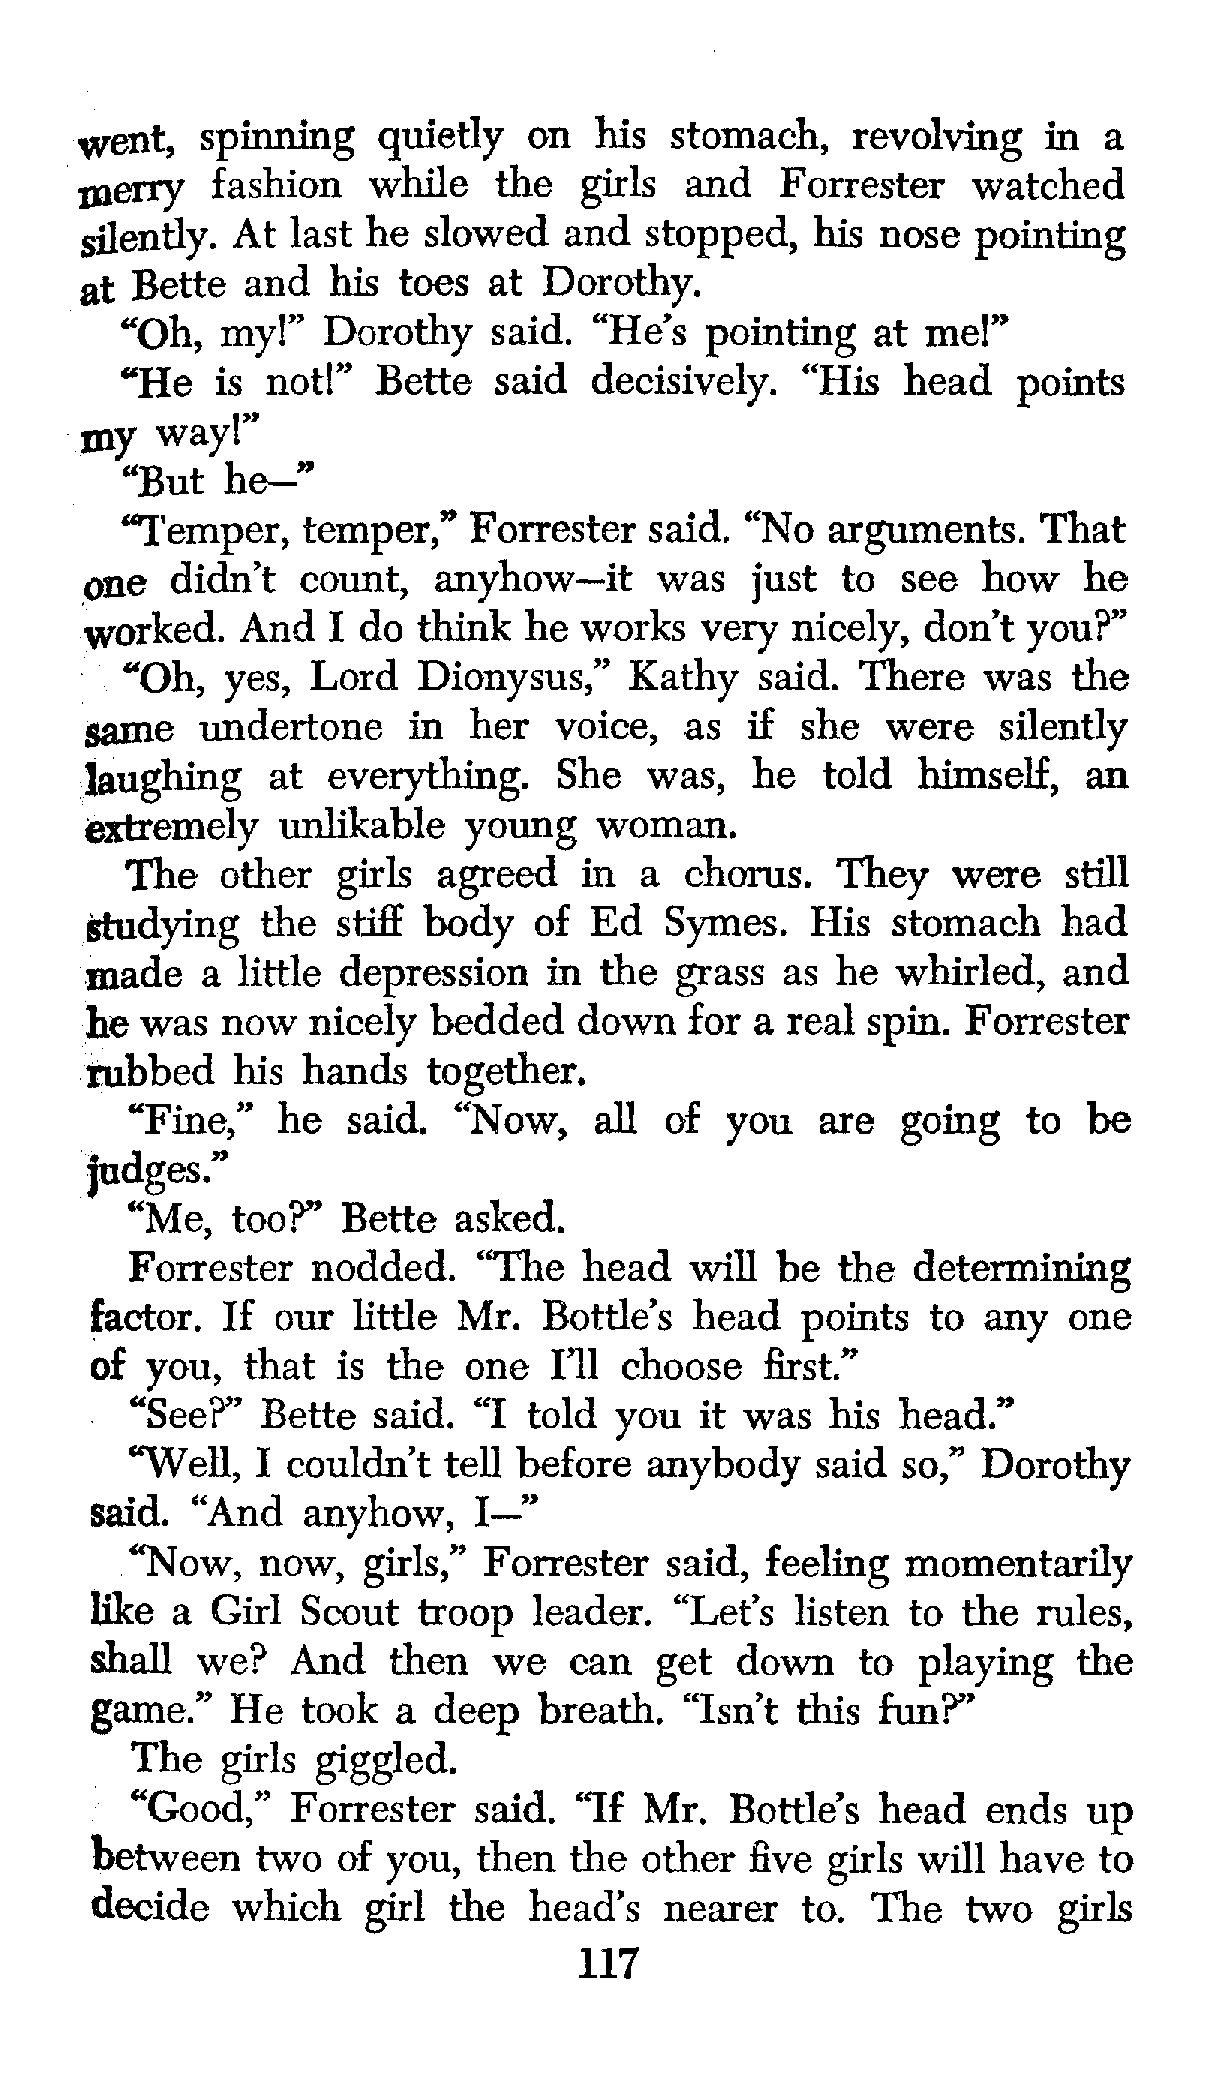 went, spinning quietly on his stomach, revolving in a
merry fashion while the girls and Forrester watched
silently. At last he slowed and stopped, his nose pointing
at Bette and his toes at Dorothy.
“Oh, my!” Dorothy said. “He’s pointing at me!”
“He is not!” Bette said decisively. “His head points
my way!”
“But he—”
“Temper, temper,” Forrester said. “No arguments. That
one didn’t count, anyhow—it was just to see how he
worked. And I do think he works very nicely, don’t you?”
“Oh, yes, Lord Dionysus,” Kathy said. There was the
same undertone in her voice, as if she were silently
laughing at everything. She was, he told himself, an
extremely unlikable young woman.
The other girls agreed in a chorus. They were still
studying the stiff body of Ed Symes. His stomach had
made a little depression in the grass as he whirled, and
he was now nicely bedded down for a real spin. Forrester
rubbed his hands together.
“Fine,” he said. “Now, all of you are going to be
judges.”
“Me, too?” Bette asked.
Forrester nodded. “The head will be the determining
factor. If our little Mr. Bottle’s head points to any one
of you, that is the one I’ll choose first.”
“See?” Bette said. “I told you it was his head.”
“Well, I couldn’t tell before anybody said so,” Dorothy
said. “And anyhow, I—”
“Now, now, girls,” Forrester said, feeling momentarily
like a Girl Scout troop leader. “Let’s listen to the rules,
shall we? And then we can get down to playing the
game.” He took a deep breath. “Isn’t this fun?”
The girls giggled.
“Good,” Forrester said. “If Mr. Bottle’s head ends up
between two of you, then the other five girls will have to
decide which girl the head’s nearer to. The two girls
117